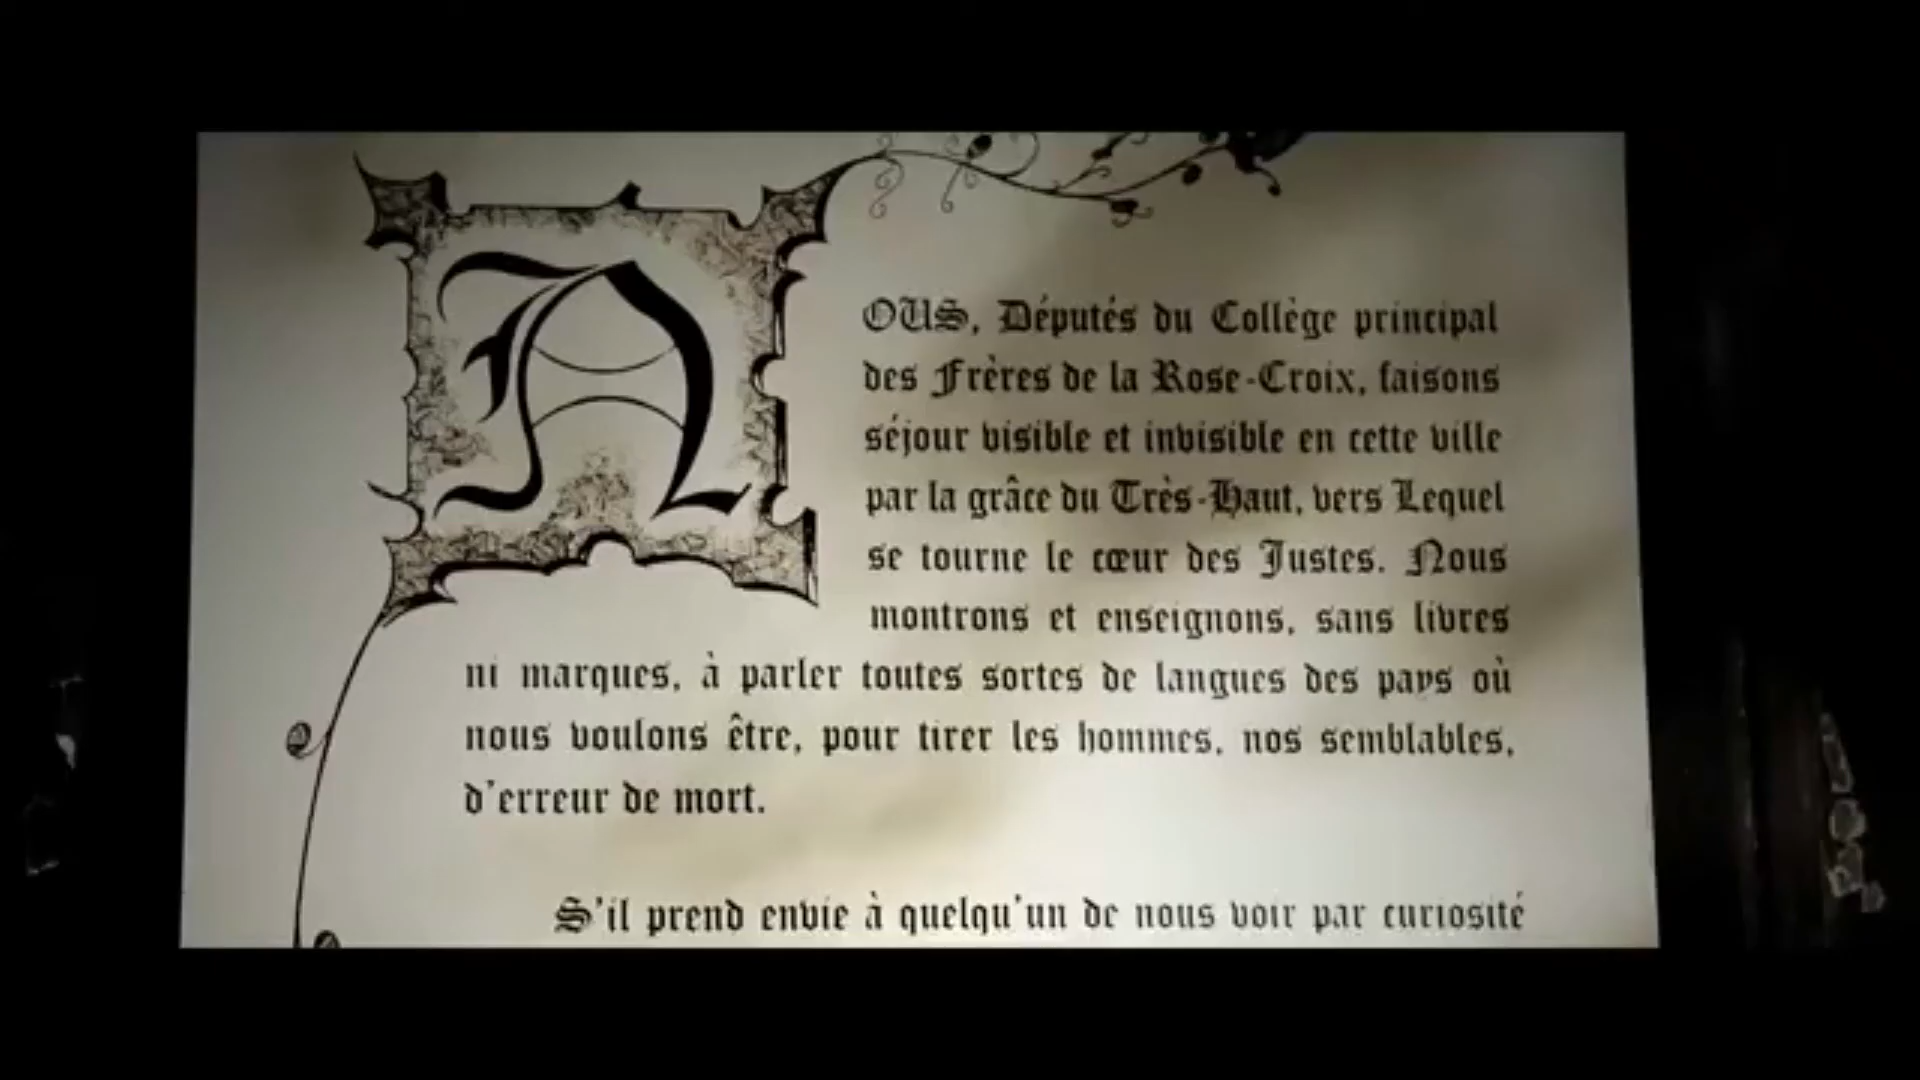 NOUS, Députés du Collège principal
des Frères de la Rose-Croix, faisons
séjour visible et invisible en cette ville
par la grâce du Très-Haut, vers Lequel
se tourne le cœur des Justes. Nous
montrons et enseignons, sans livres
ni marques, à parler toutes sortes de langues des pays où
nous voulons être, pour tirer les hommes, nos semblables,
d'erreur de mort.
S'il prend envie à quelqu'un de nous voir par curiosité